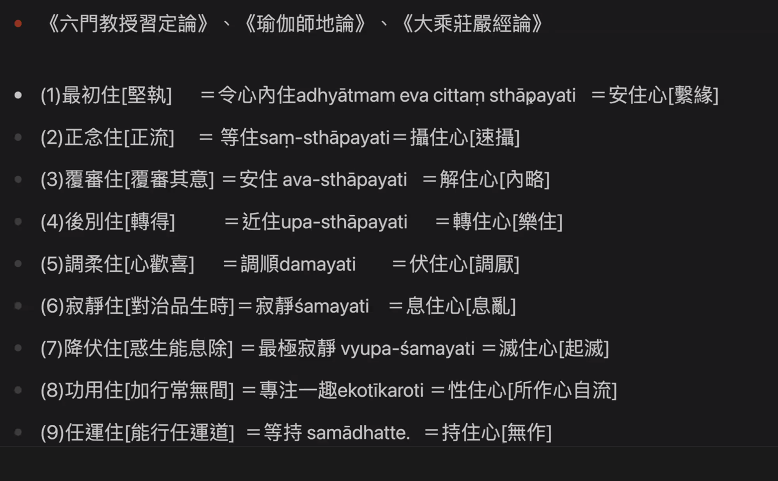 《六門教授習定論》、《瑜伽師地論》、《大乘莊嚴經論》
(1)最初住[堅執] ＝令心內住adhyātmam eva cittaṃ sthāpayati ＝安住心[繫緣]
(2)正念住[正流] ＝ 等住saṃ-sthāpayati＝攝住心[速攝]
(3)覆審住[覆審其意] ＝安住 ava-sthāpayati ＝解住心[內略]
(4)後別住[轉得] ＝近住upa-sthāpayati ＝轉住心[樂住]
(5)調柔住[心歡喜] ＝調順damayati ＝伏住心[調厭]
(6)寂靜住[對治品生時]＝寂靜śamayati ＝息住心[息亂]
(7)降伏住[惑生能息除] ＝最極寂靜 vyupa-śamayati ＝滅住心[起滅]
(8)功用住[加行常無間] ＝專注一趣ekotīkaroti ＝性住心[所作心自流]
(9)任運住[能行任運道] ＝等持 samādhatte. ＝持住心[無作]